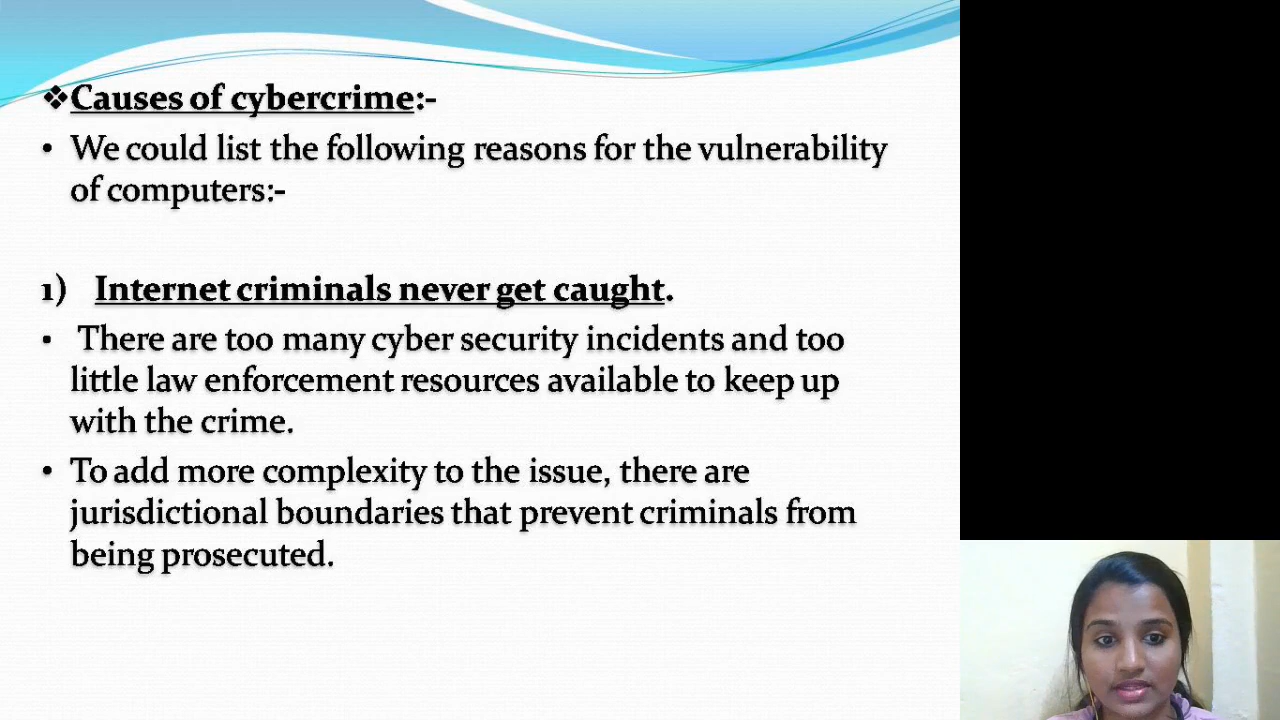 ❖Causes of cybercrime:-
• We could list the following reasons for the vulnerability
of computers:-
1) Internet criminals never get caught.
• There are too many cyber security incidents and too
little law enforcement resources available to keep up
with the crime.
• To add more complexity to the issue, there are
jurisdictional boundaries that prevent criminals from
being prosecuted.